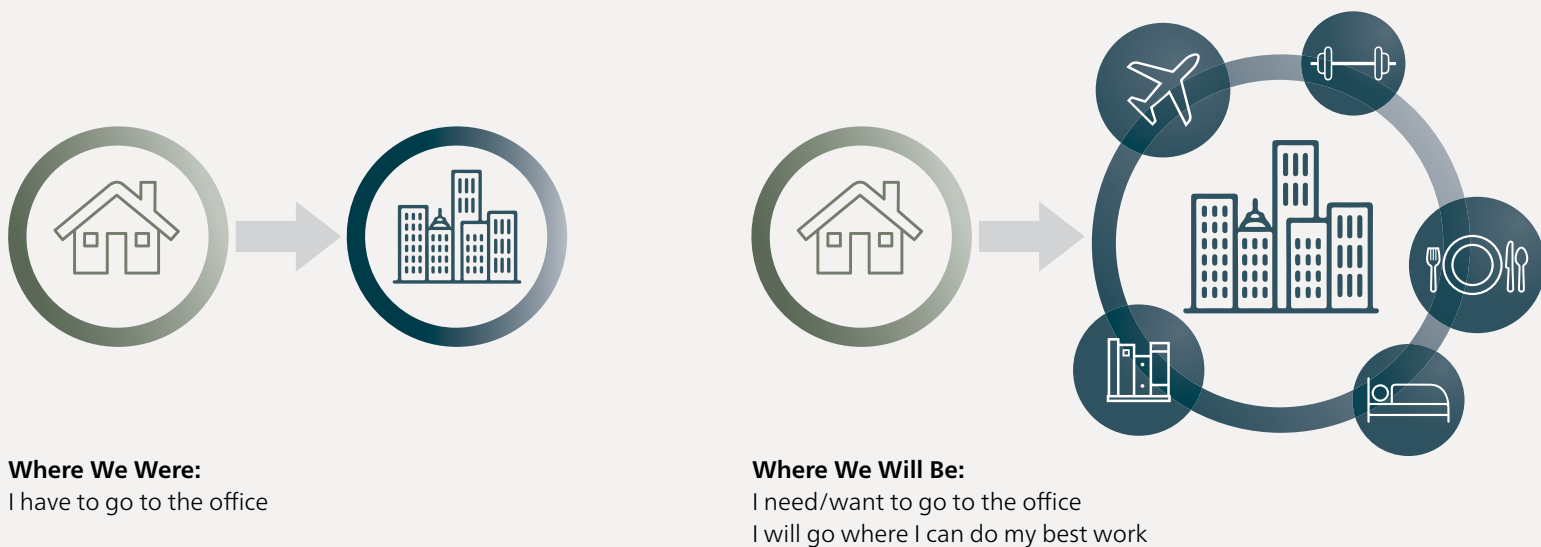 Where We Were:
I have to go to the office
Where We Will Be:
I need/want to go to the office
I will go where I can do my best work